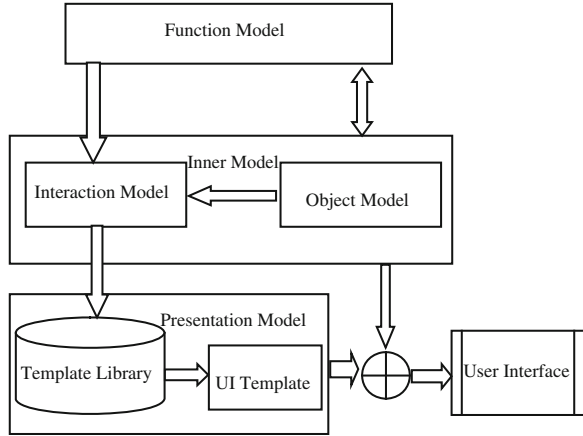 Function Model
Inner Model
Interaction Model
Object Model
Presentation Model
Template Library
UI Template
User Interface